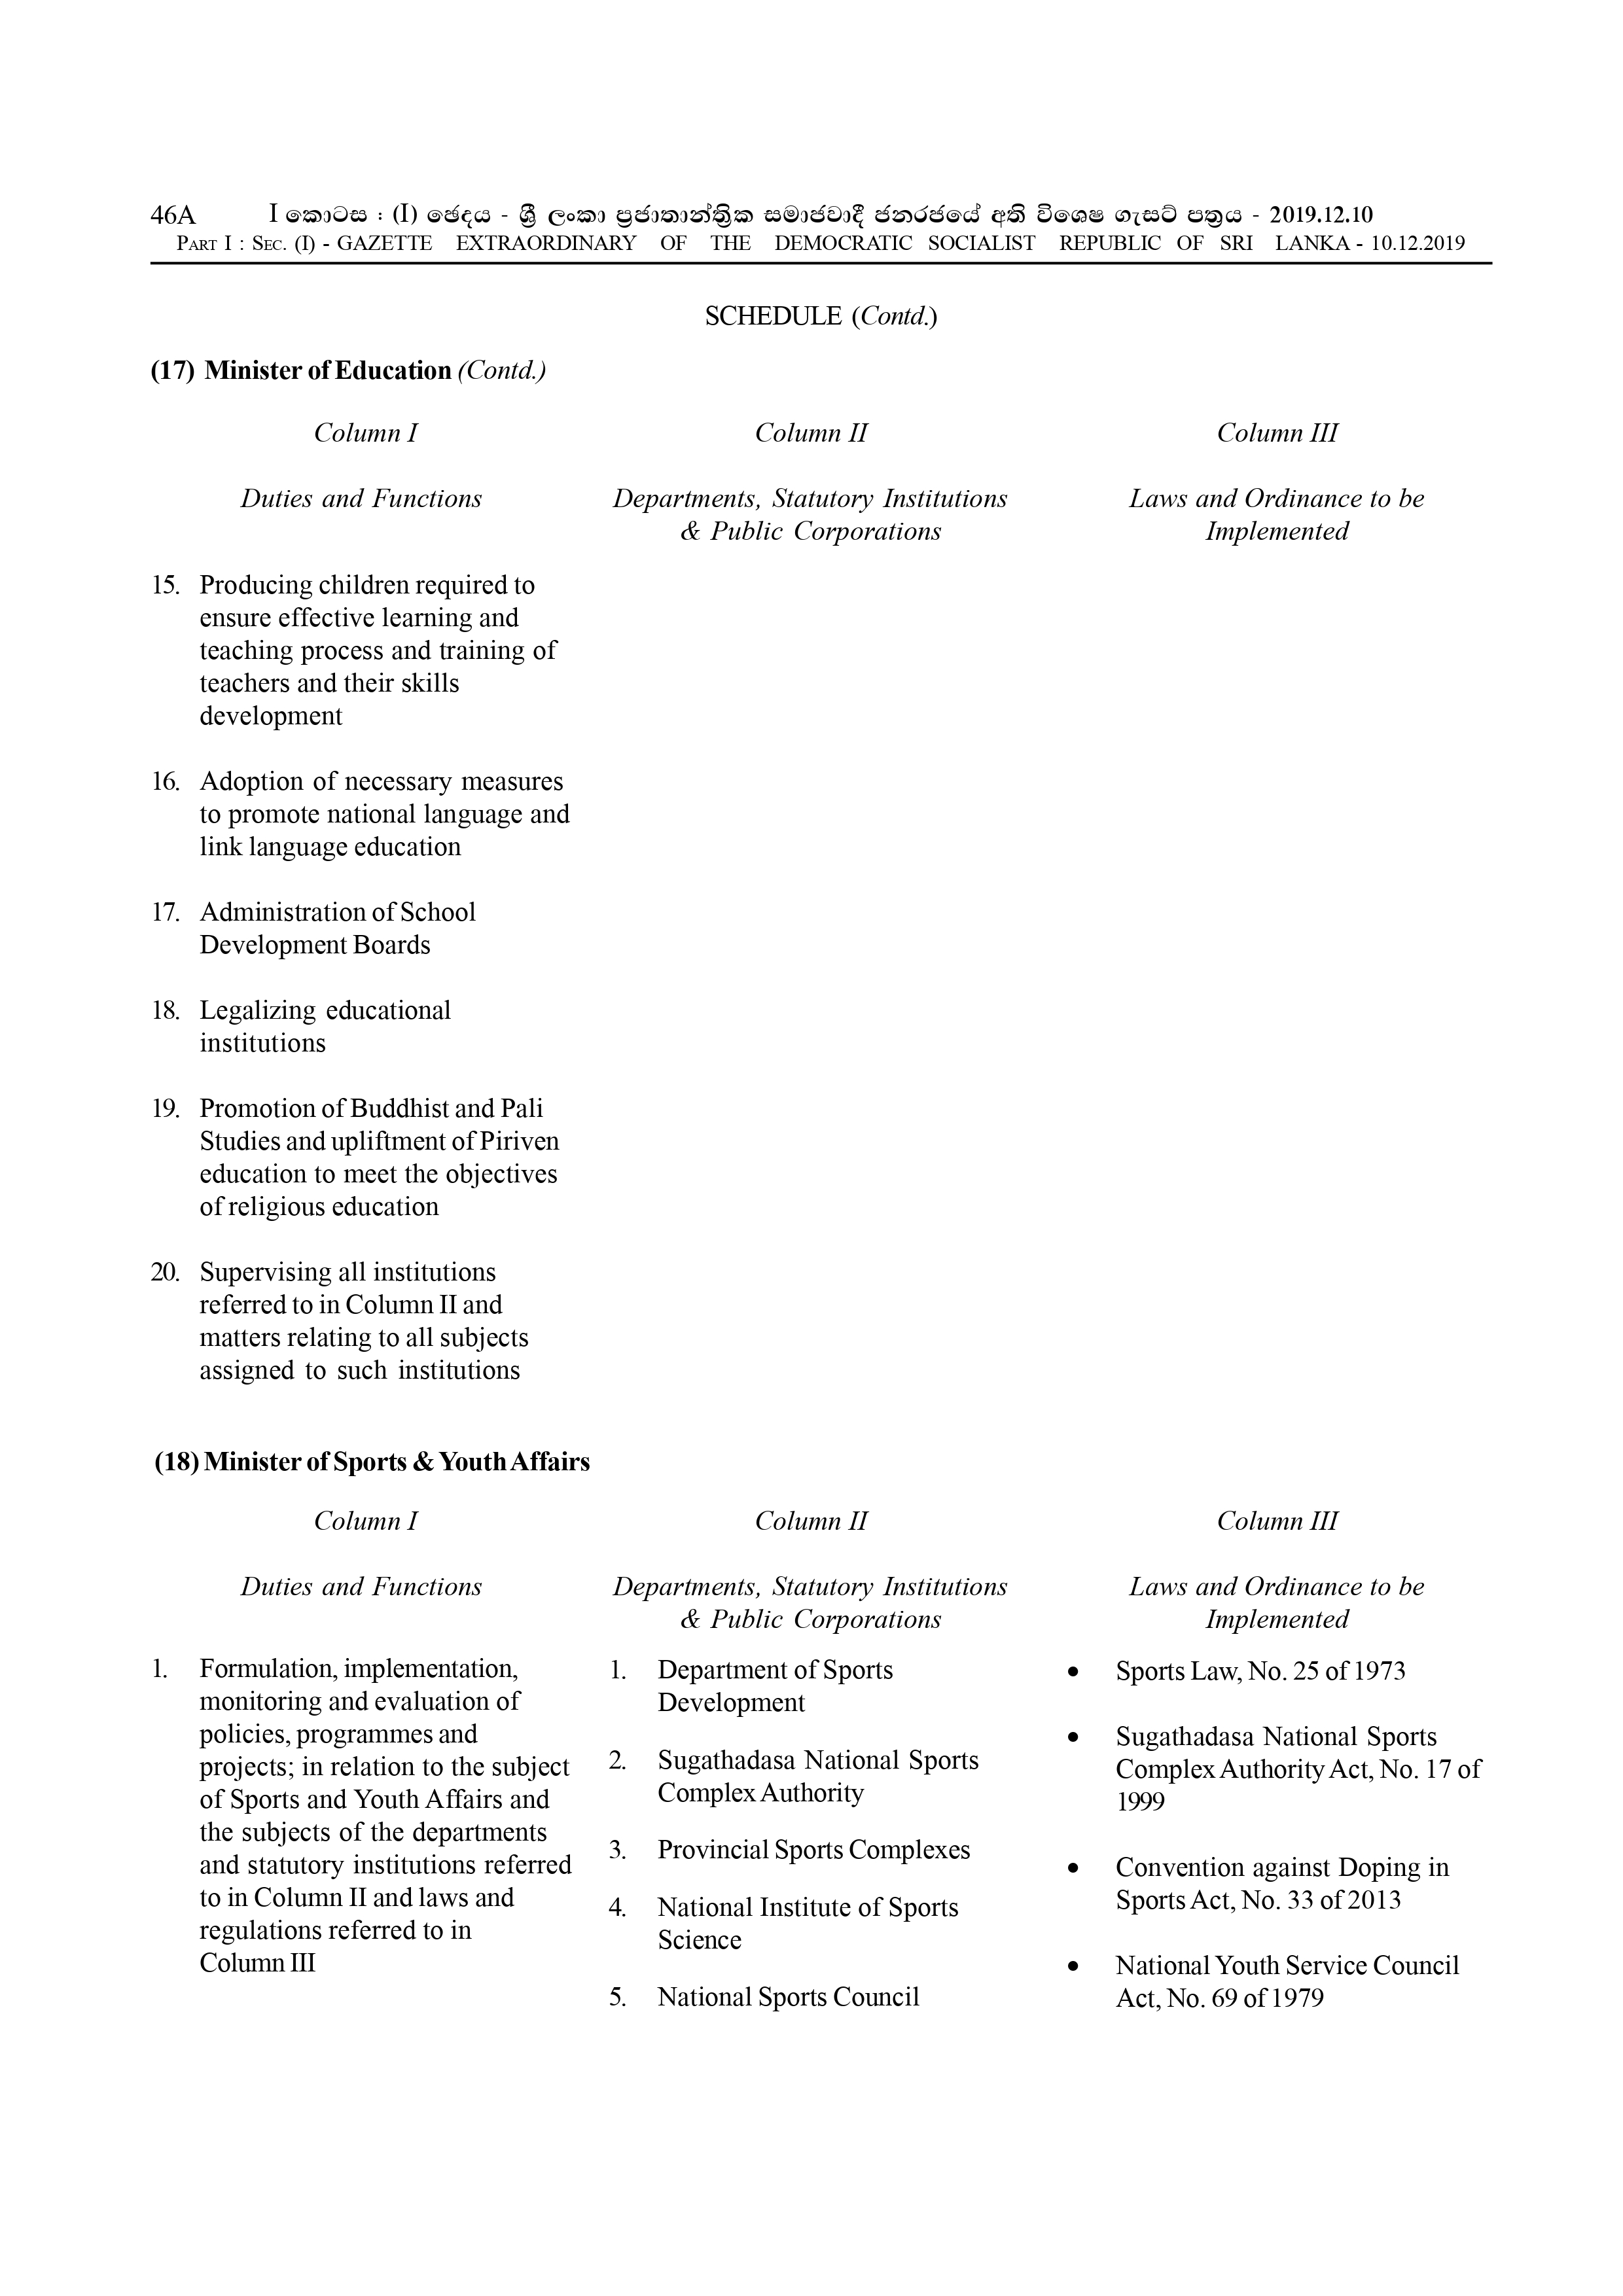 46A I කොටස : (I) ඡෙදය - ශ්‍රී ලංකා ප්‍රජාතාන්ත්‍රික සමාජවාදී ජනරජයේ අති විශෙෂ ගැසට් පත්‍රය - 2019.12.10
PART I : SEC. (I) - GAZETTE EXTRAORDINARY OF THE DEMOCRATIC SOCIALIST REPUBLIC OF SRI LANKA - 10.12.2019
SCHEDULE (Contd.)
(17) Minister of Education (Contd.)
Column I
Duties and Functions
Column II
Departments, Statutory Institutions
& Public Corporations
Column III
Laws and Ordinance to be
Implemented
15. Producing children required to
ensure effective learning and
teaching process and training of
teachers and their skills
development
16. Adoption of necessary measures
to promote national language and
link language education
17. Administration of School
Development Boards
18. Legalizing educational
institutions
19. Promotion of Buddhist and Pali
Studies and upliftment of Piriven
education to meet the objectives
of religious education
20. Supervising all institutions
referred to in Column II and
matters relating to all subjects
assigned to such institutions
(18) Minister of Sports & Youth Affairs
Column I
Duties and Functions
Column II
Departments, Statutory Institutions
& Public Corporations
Column III
Laws and Ordinance to be
Implemented
1. Formulation, implementation,
monitoring and evaluation of
policies, programmes and
projects; in relation to the subject
of Sports and Youth Affairs and
the subjects of the departments
and statutory institutions referred
to in Column II and laws and
regulations referred to in
Column III
1. Department of Sports
Development
2. Sugathadasa National Sports
Complex Authority
3. Provincial Sports Complexes
4. National Institute of Sports
Science
5. National Sports Council
• Sports Law, No. 25 of 1973
• Sugathadasa National Sports
Complex Authority Act, No. 17 of
1999
• Convention against Doping in
Sports Act, No. 33 of 2013
• National Youth Service Council
Act, No. 69 of 1979